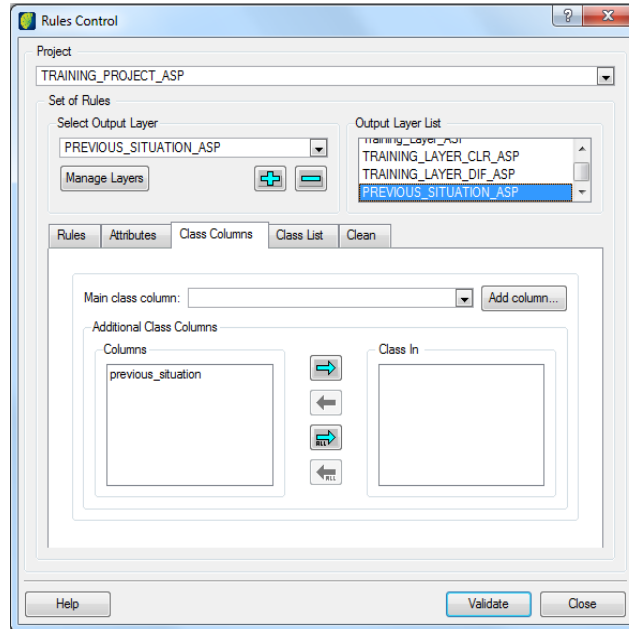 Rules Control
Project
TRAINING_PROJECT_ASP
Set of Rules
Select Output Layer
PREVIOUS_SITUATION_ASP
Manage Layers
Output Layer List
Training_Layer_ASP
TRAINING_LAYER_CLR_ASP
TRAINING_LAYER_DIF_ASP
PREVIOUS_SITUATION_ASP
Rules Attributes Class Columns Class List Clean
Main class column: Add column...
Additional Class Columns
Columns
previous_situation
Class In
ALL
ALL
Help Validate Close